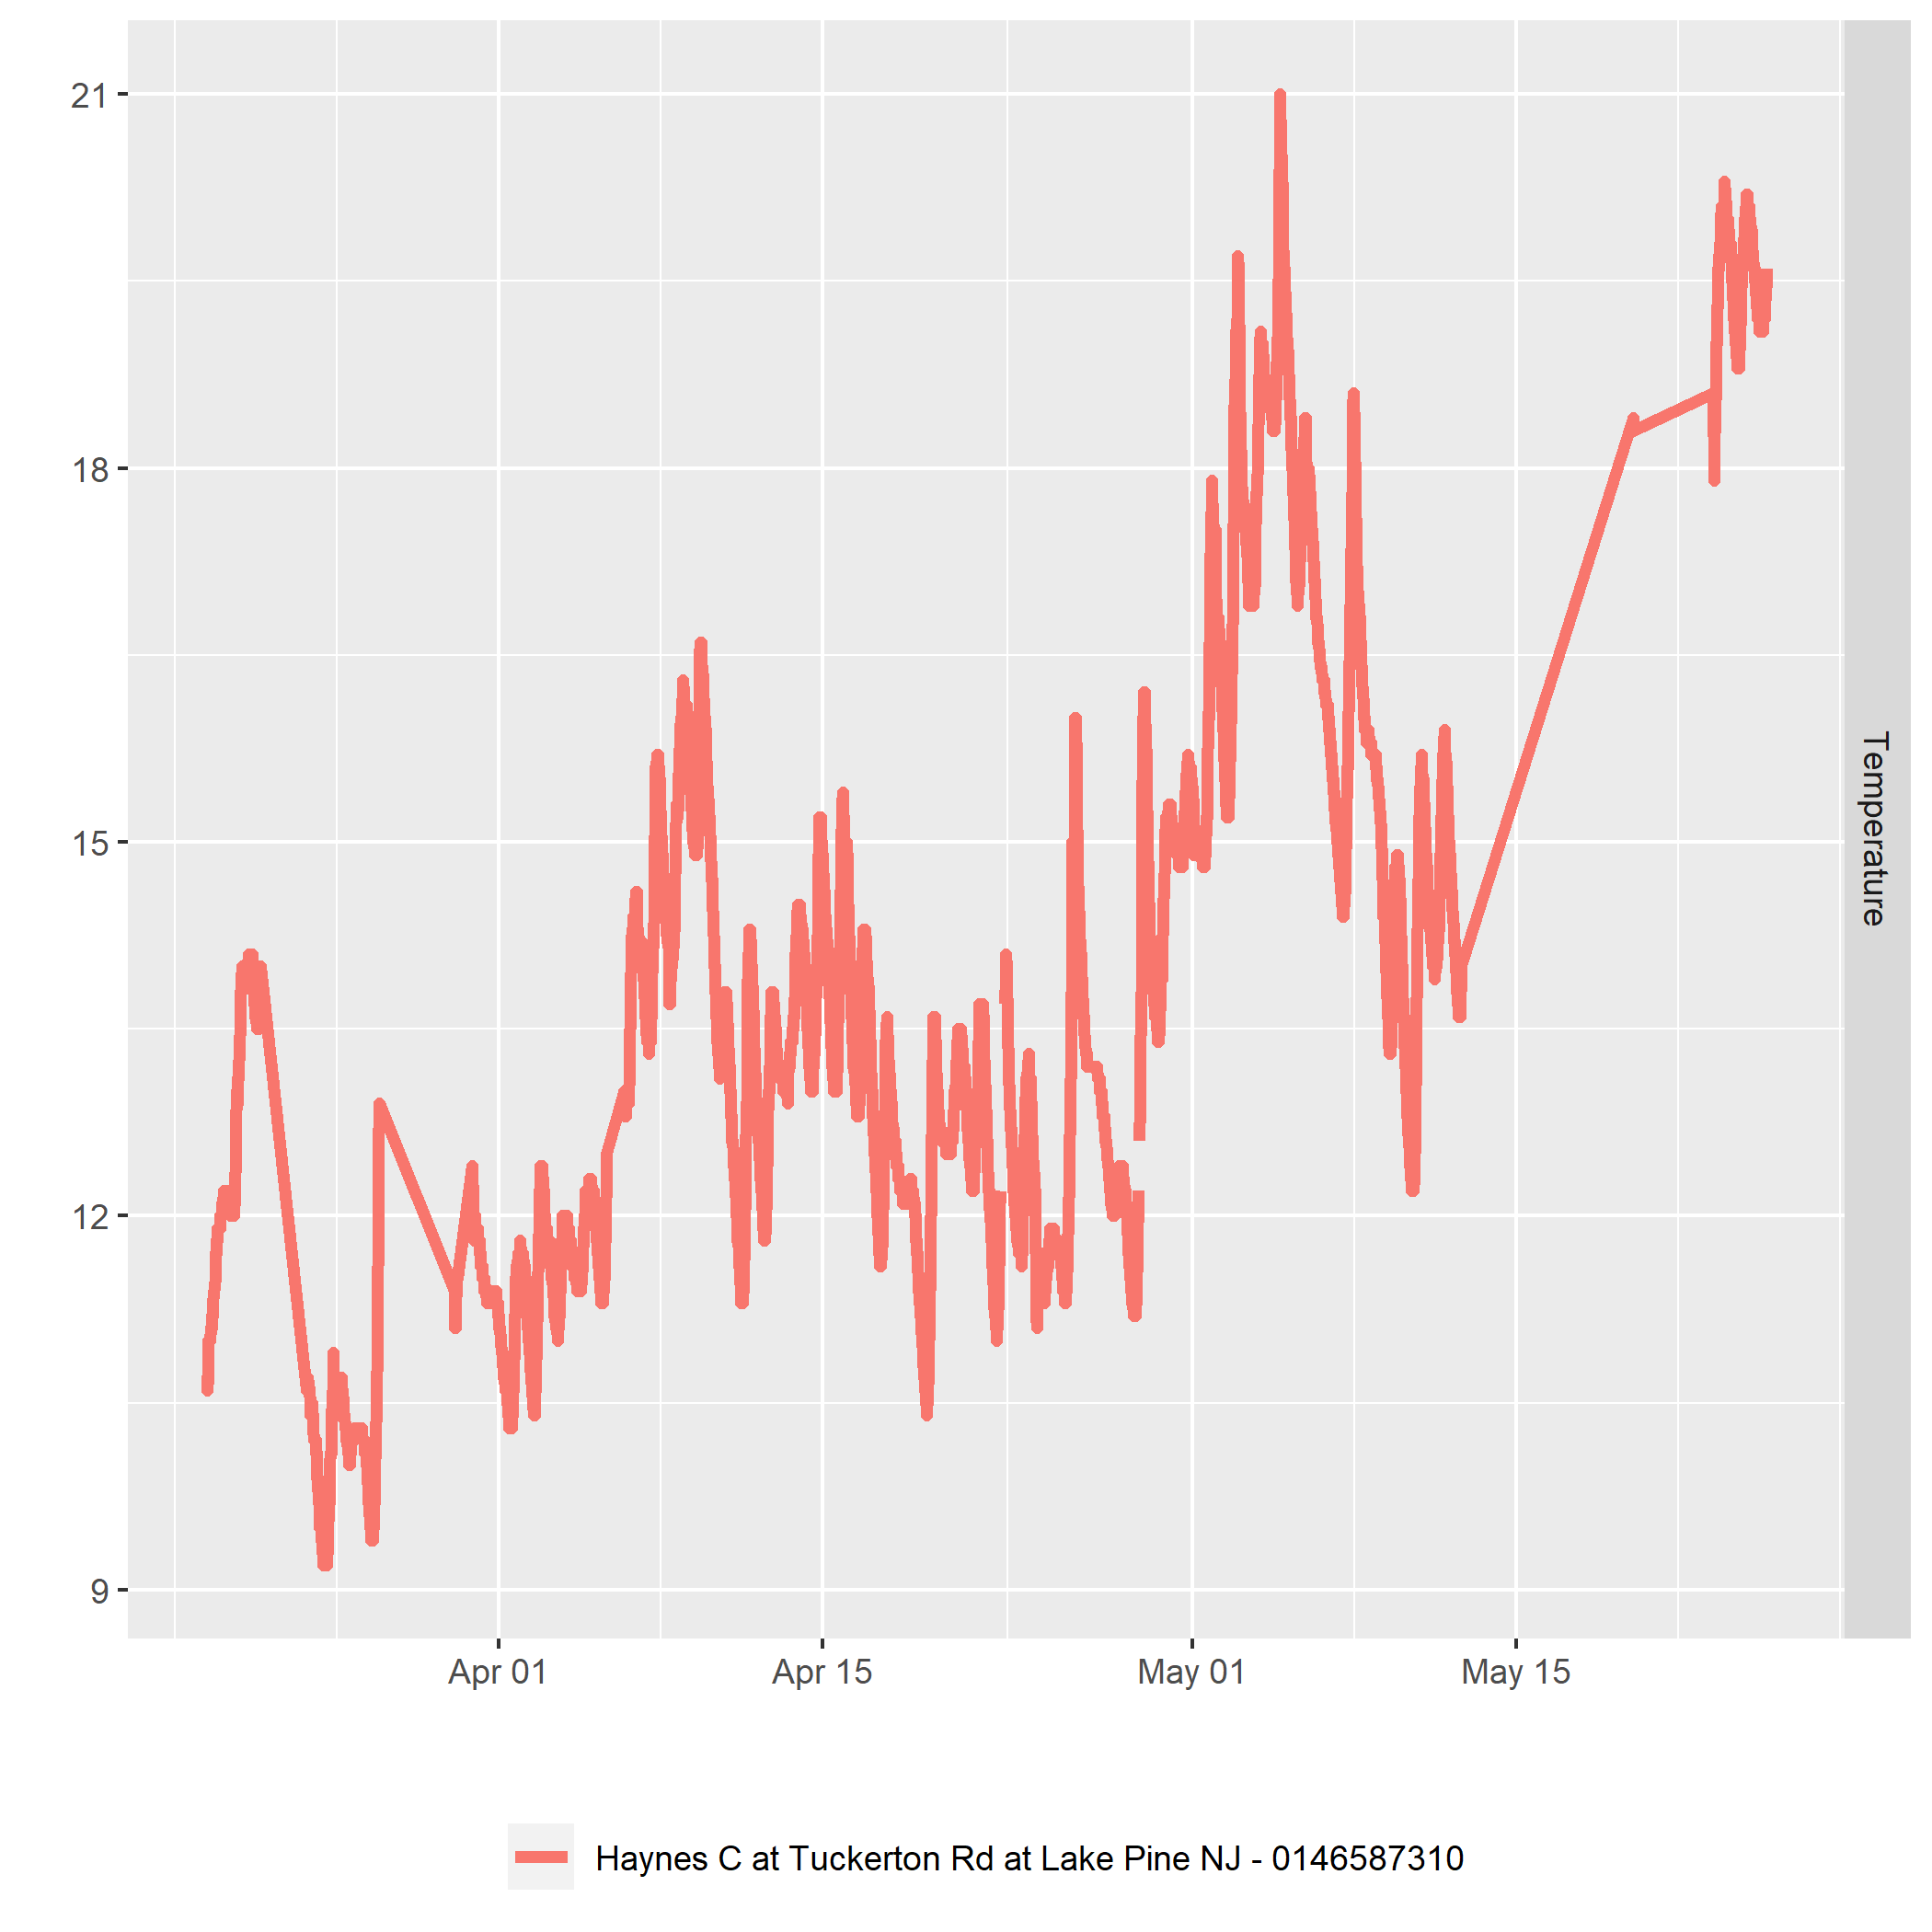 21
18
15
12
9
Temperature
Apr 01
Apr 15
May 01
May 15
Haynes C at Tuckerton Rd at Lake Pine NJ - 0146587310